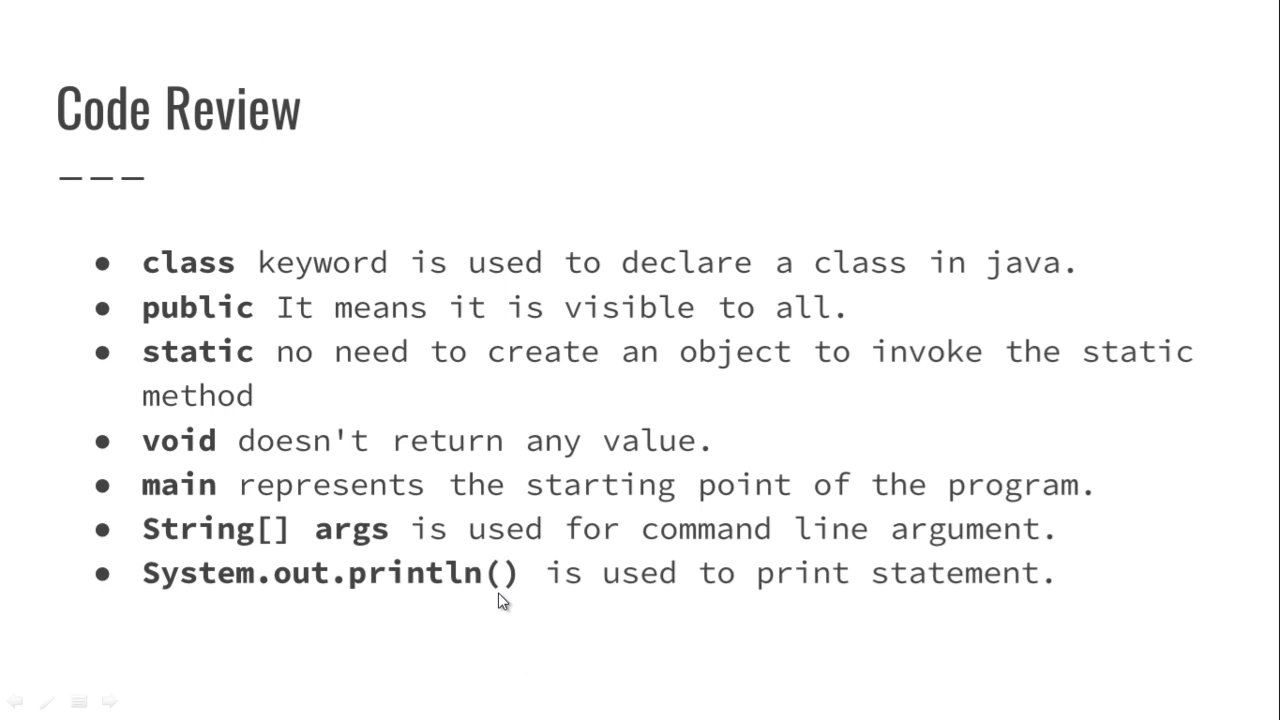 Code Review
● class keyword is used to declare a class in java.
● public It means it is visible to all.
● static no need to create an object to invoke the static
method
● void doesn't return any value.
● main represents the starting point of the program.
● String[] args is used for command line argument.
● System.out.println() is used to print statement.